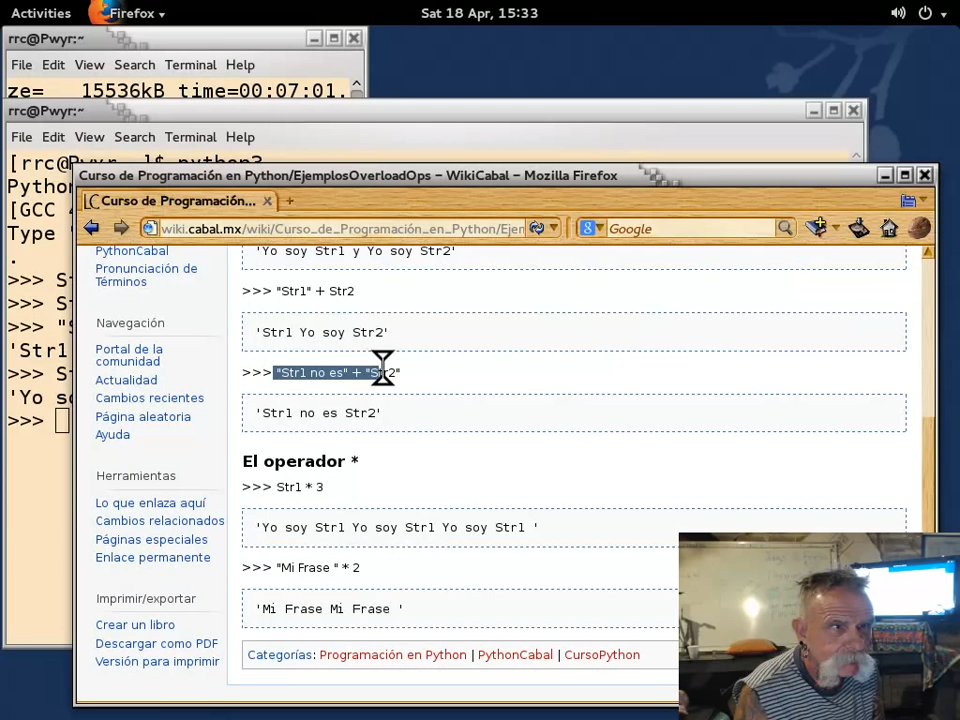 Activities Firefox Sat 18 Apr, 15:33
rrc@Pwyr:~
File Edit View Search Terminal Help
ze= 15536kB time=00:07:01.
rrc@Pwyr:~
File Edit View Search Terminal Help
[rrc@Pwyr ~]$ python3
Python
[GCC
Type
.
>>> St
>>> St
>>> "S
'Str1
>>> St
'Yo so
>>>
Curso de Programación en Python/EjemplosOverloadOps – WikiCabal – Mozilla Firefox
Curso de Programación...
wiki.cabal.mx/wiki/Curso_de_Programación_en_Python/Ejem
Google
PythonCabal
Pronunciación de
Términos
Navegación
Portal de la
comunidad
Actualidad
Cambios recientes
Página aleatoria
Ayuda
Herramientas
Lo que enlaza aquí
Cambios relacionados
Páginas especiales
Enlace permanente
Imprimir/exportar
Crear un libro
Descargar como PDF
Versión para imprimir
'Yo soy Str1 y Yo soy Str2'
>>> "Str1" + Str2
'Str1 Yo soy Str2'
>>> "Str1 no es" + "Str2"
'Str1 no es Str2'
El operador *
>>> Str1 * 3
'Yo soy Str1 Yo soy Str1 Yo soy Str1 '
>>> "Mi Frase " * 2
'Mi Frase Mi Frase '
Categorías: Programación en Python | PythonCabal | CursoPython